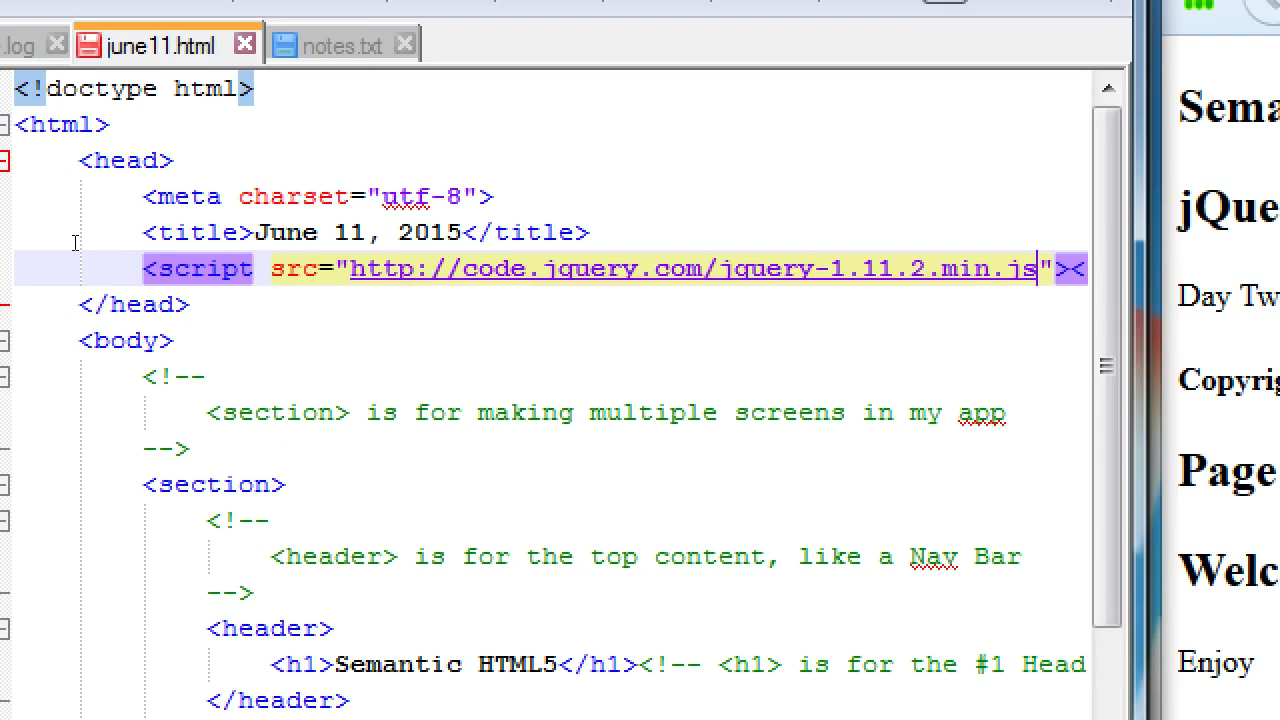 .log
june11.html
notes.txt
<!doctype html>
<html>
<head>
<meta charset="utf-8">
<title>June 11, 2015</title>
<script src="http://code.jquery.com/jquery-1.11.2.min.js"><
</head>
<body>
<!--
<section> is for making multiple screens in my app
-->
<section>
<!--
<header> is for the top content, like a Nav Bar
-->
<header>
<h1>Semantic HTML5</h1><!-- <h1> is for the #1 Head
</header>
Sema
jQue
Day Tw
Copyrig
Page
Welc
Enjoy